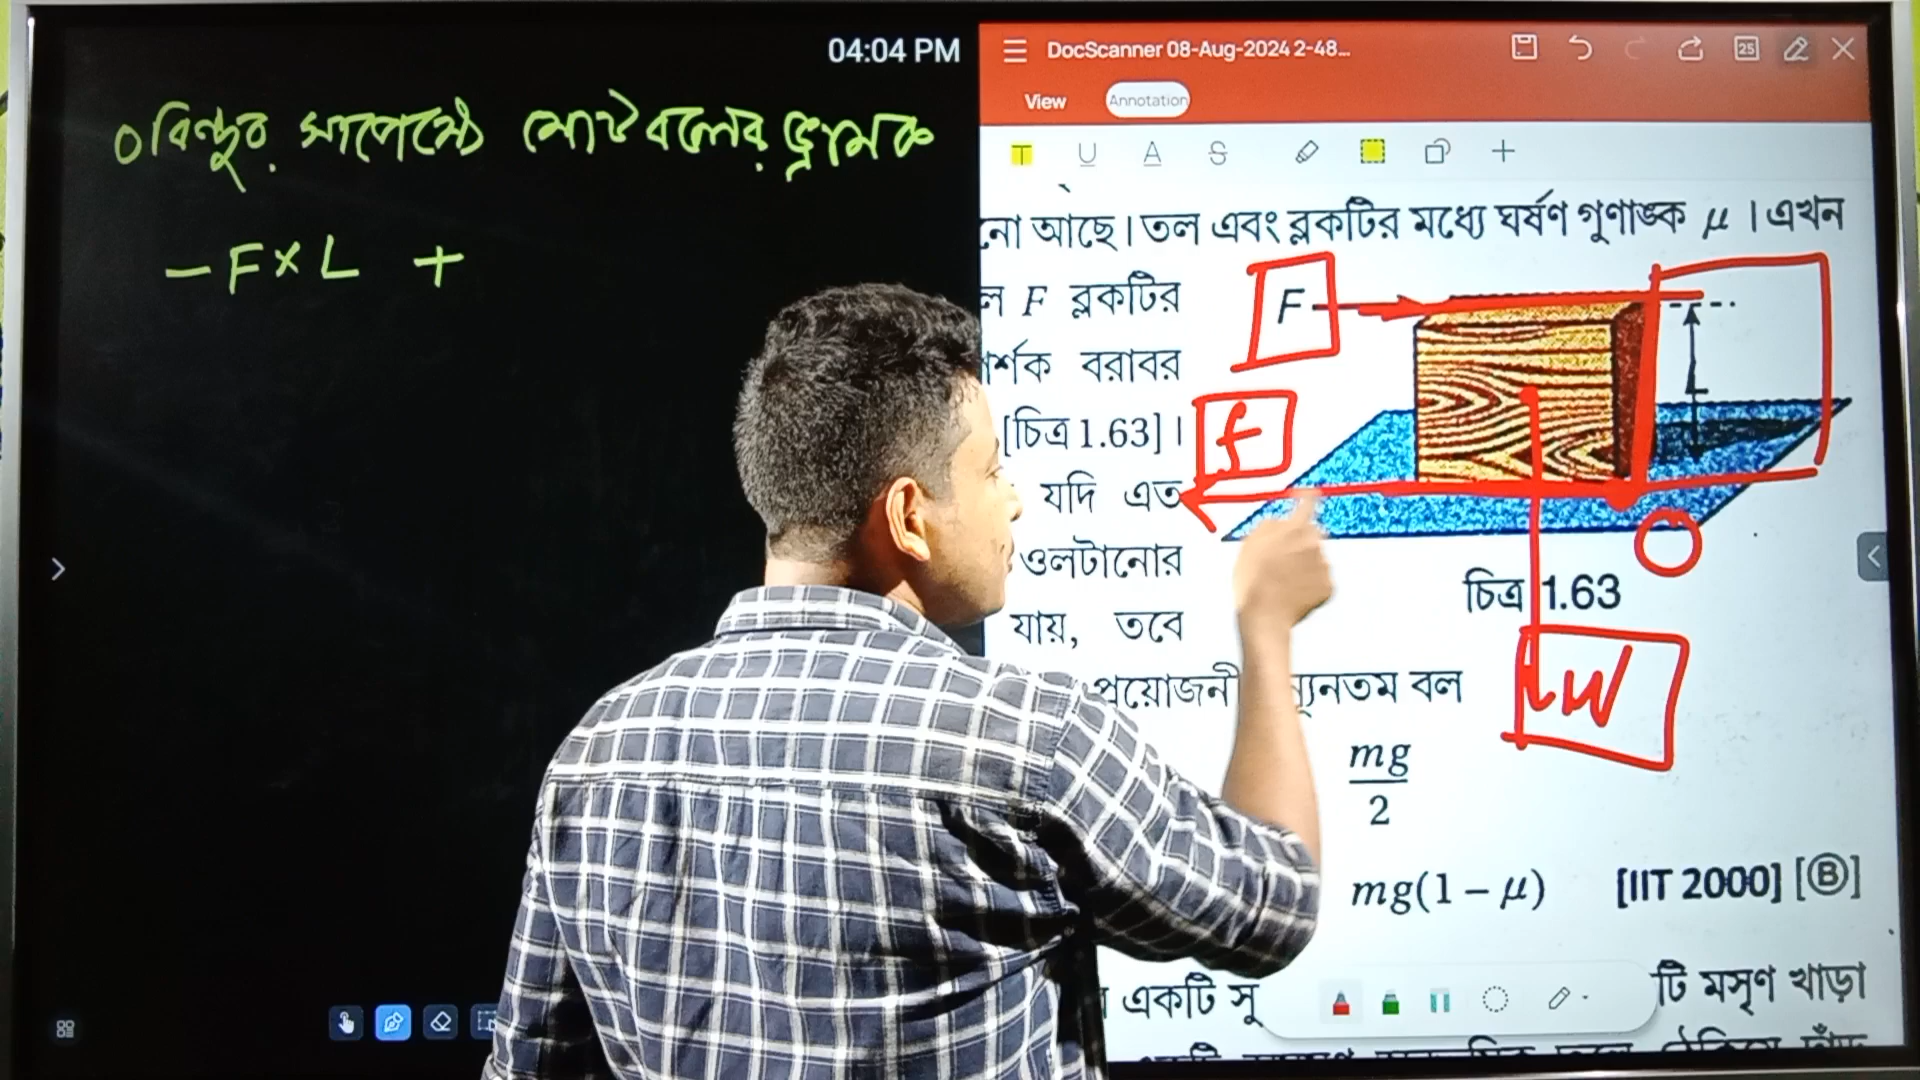 04:04 PM
০ বিন্দুর সাপেক্ষে মোট বলের ভ্রামক
− F × L +
DocScanner 08-Aug-2024 2-48...
25
View Annotation
T U A S
নো আছে। তল এবং ব্লকটির মধ্যে ঘর্ষণ গুণাঙ্ক μ । এখন
ল F ব্লকটির
র্শক বরাবর
[চিত্র 1.63]।
যদি এত
ওলটানোর
যায়, তবে
F
f
L
O
চিত্র 1.63
W
প্রয়োজনী ন্যূনতম বল
mg
2
mg(1 − μ) [IIT 2000] [Ⓑ]
একটি সু টি মসৃণ খাড়া